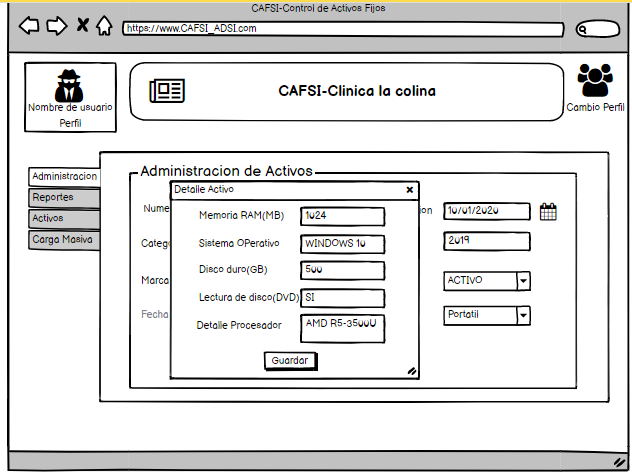 CAFSI-Control de Activos Fijos
https://www.CAFSI_ADSI.com
Nombre de usuario
Perfil
CAFSI-Clinica la colina
Cambio Perfil
Administracion
Reportes
Activos
Carga Masiva
Administracion de Activos
Detalle Activo
Nume
ion
10/01/2020
Catego
2019
Marca
ACTIVO
Fecha
Portatil
Memoria RAM(MB)
1024
Sistema OPerativo
WINDOWS 10
Disco duro(GB)
500
Lectura de disco(DVD)
SI
Detalle Procesador
AMD R5-3500U
Guardar